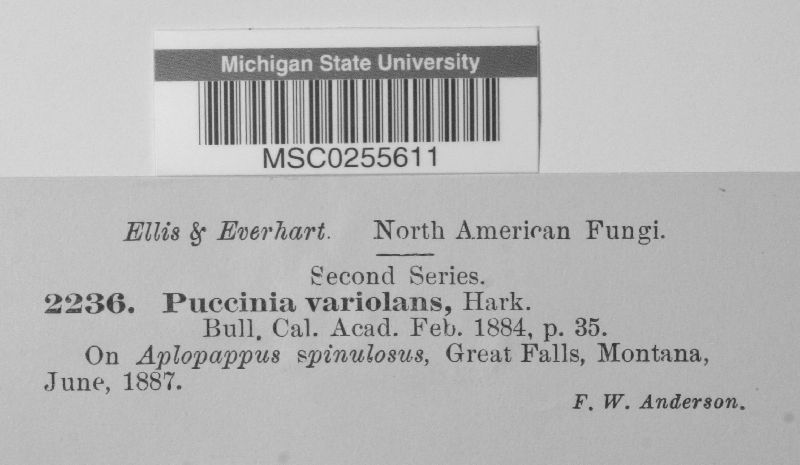 Michigan State University
MSC0255611
Ellis & Everhart. North American Fungi.
Second Series.
2236. Puccinia variolans, Hark.
Bull. Cal. Acad. Feb. 1884, p. 35.
On Aplopappus spinulosus, Great Falls, Montana,
June, 1887.
F. W. Anderson.